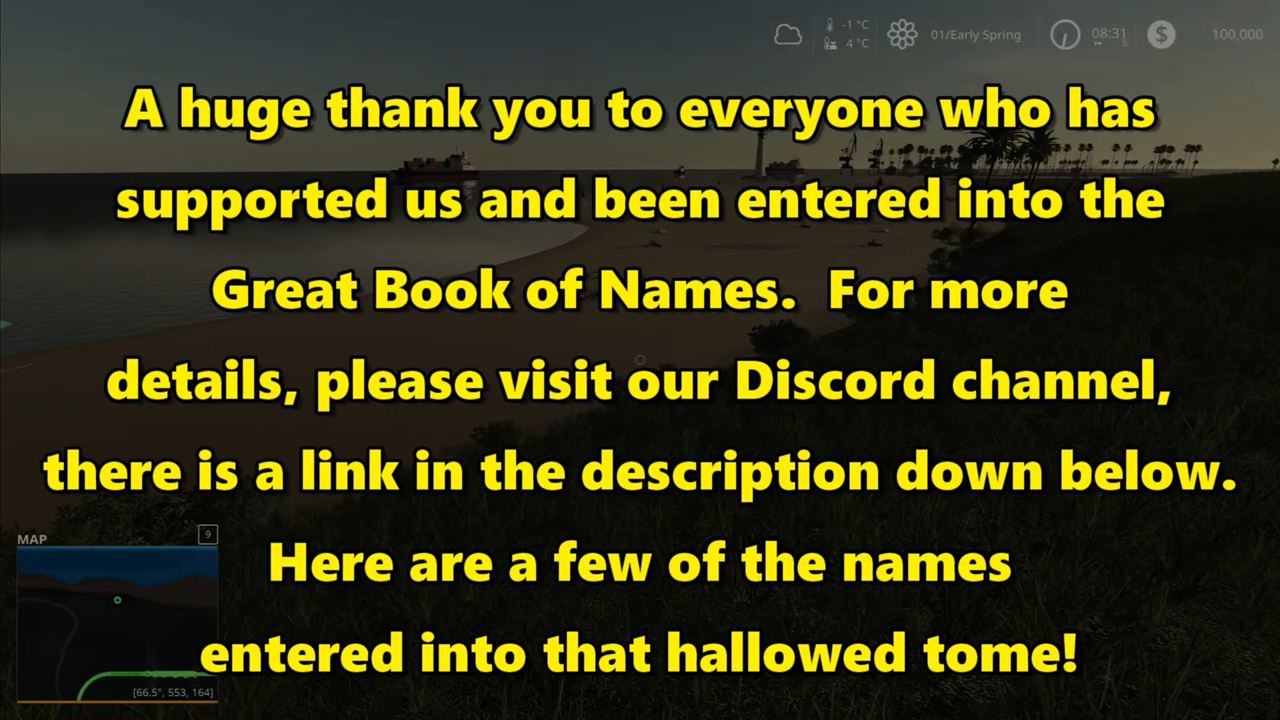 -1 °C
4 °C
01/Early Spring
08:31
100,000
A huge thank you to everyone who has
supported us and been entered into the
Great Book of Names.  For more
details, please visit our Discord channel,
there is a link in the description down below.
Here are a few of the names
entered into that hallowed tome!
MAP
9
[66.5°, 553, 164]